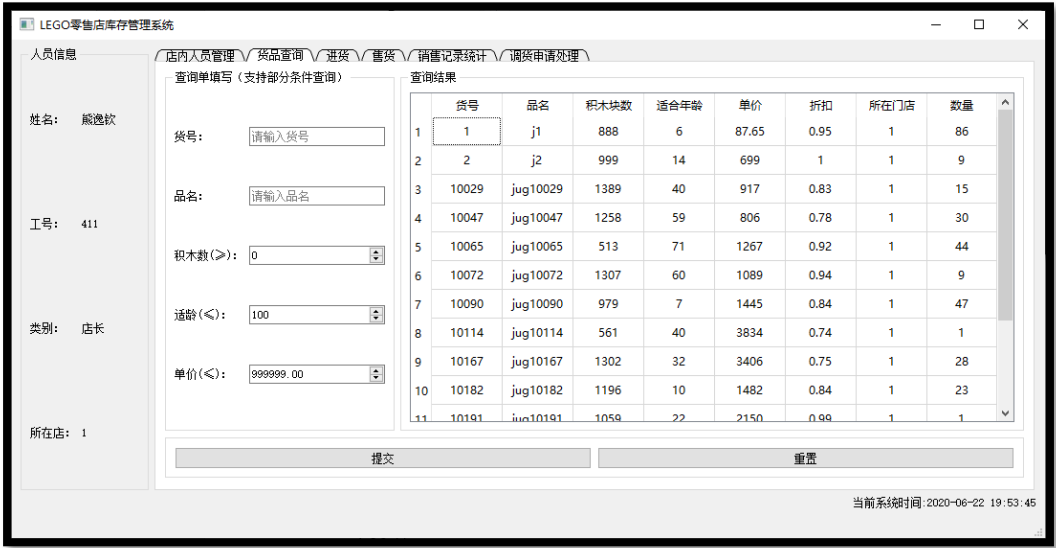 LEGO零售店库存管理系统
人员信息
姓名: 熊逸钦
工号: 411
类别: 店长
所在店: 1
店内人员管理 货品查询 进货 售货 销售记录统计 调货申请处理
查询单填写（支持部分条件查询）
货号: 请输入货号
品名: 请输入品名
积木数(≥): 0
适龄(≤): 100
单价(≤): 999999.00
查询结果
货号 品名 积木块数 适合年龄 单价 折扣 所在门店 数量
1 1 j1 888 6 87.65 0.95 1 86
2 2 j2 999 14 699 1 1 9
3 10029 jug10029 1389 40 917 0.83 1 15
4 10047 jug10047 1258 59 806 0.78 1 30
5 10065 jug10065 513 71 1267 0.92 1 44
6 10072 jug10072 1307 60 1089 0.94 1 9
7 10090 jug10090 979 7 1445 0.84 1 47
8 10114 jug10114 561 40 3834 0.74 1 1
9 10167 jug10167 1302 32 3406 0.75 1 28
10 10182 jug10182 1196 10 1482 0.84 1 23
11 10191 jug10191 1059 22 2150 0.99 1 1
提交 重置
当前系统时间:2020-06-22 19:53:45